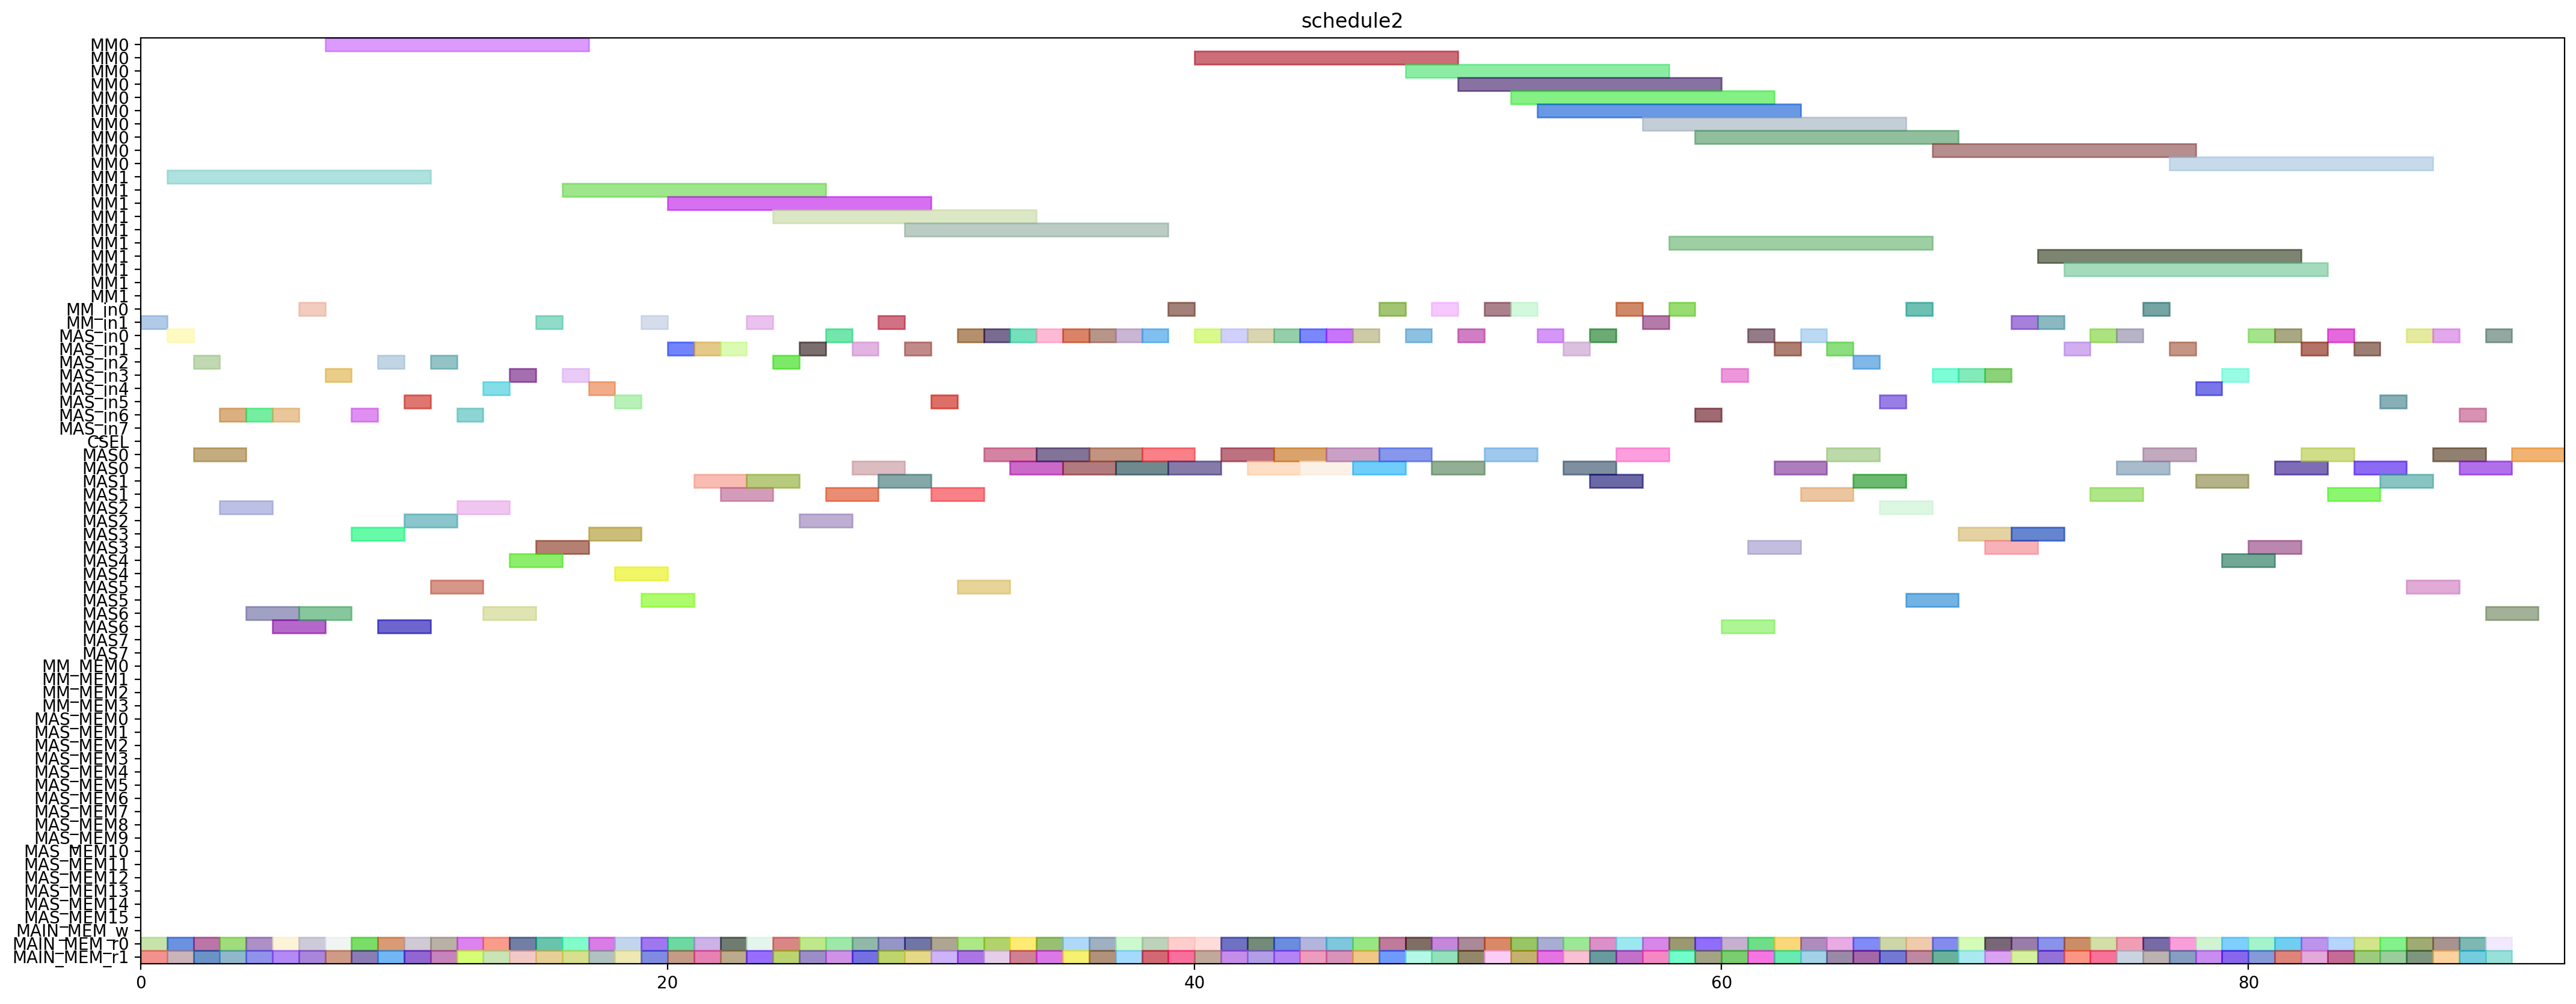 schedule2
MM0
MM0
MM0
MM0
MM0
MM0
MM0
MM0
MM0
MM0
MM1
MM1
MM1
MM1
MM1
MM1
MM1
MM1
MM1
MM1
MM_in0
MM_in1
MAS_in0
MAS_in1
MAS_in2
MAS_in3
MAS_in4
MAS_in5
MAS_in6
MAS_in7
CSEL
MAS0
MAS0
MAS1
MAS1
MAS2
MAS2
MAS3
MAS3
MAS4
MAS4
MAS5
MAS5
MAS6
MAS6
MAS7
MAS7
MM_MEM0
MM_MEM1
MM_MEM2
MM_MEM3
MAS_MEM0
MAS_MEM1
MAS_MEM2
MAS_MEM3
MAS_MEM4
MAS_MEM5
MAS_MEM6
MAS_MEM7
MAS_MEM8
MAS_MEM9
MAS_MEM10
MAS_MEM11
MAS_MEM12
MAS_MEM13
MAS_MEM14
MAS_MEM15
MAIN_MEM_w
MAIN_MEM_r0
MAIN_MEM_r1
0 20 40 60 80